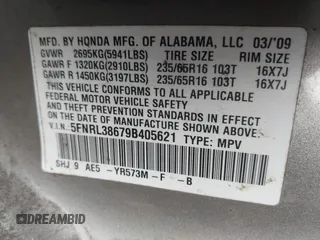 MFD. BY HONDA MFG. OF ALABAMA, LLC 03/'09
GVWR 2695KG(5941LBS) TIRE SIZE RIM SIZE
GAWR F 1320KG(2910LBS) 235/65R16 103T 16X7J
GAWR R 1450KG(3197LBS) 235/65R16 103T 16X7J
THIS VEHICLE CONFORMS TO ALL APPLICABLE FEDERAL MOTOR
VEHICLE SAFETY AND THEFT PREVENTION STANDARDS IN
EFFECT ON THE DATE OF MANUFACTURE SHOWN ABOVE.
V.I.N. 5FNRL38679B405621 TYPE: MPV
SHJ 9 AE5 -YR573M-F -B
DREAMBID